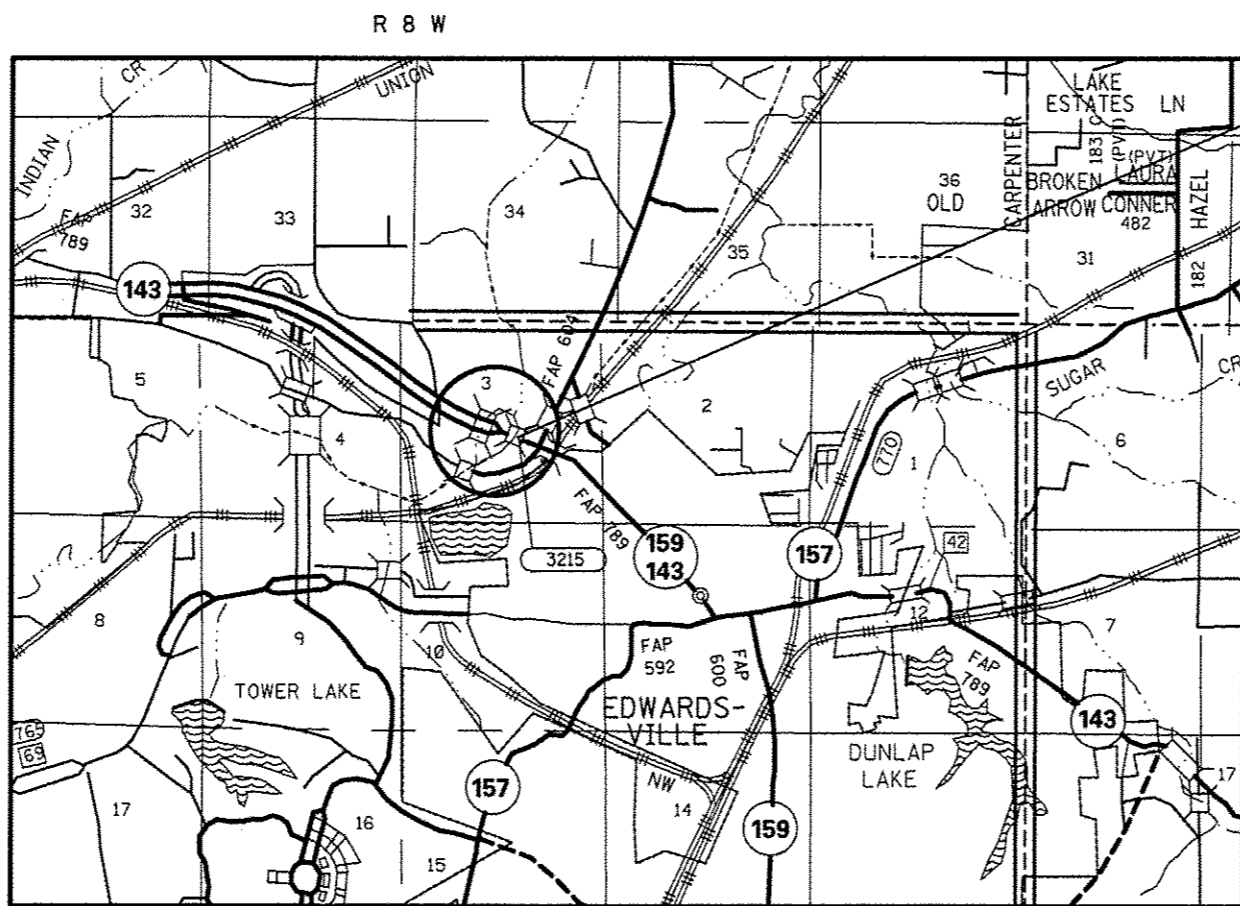 R 8 W
INDIAN
CR
UNION
LAKE
ESTATES LN
CARPENTER
183
(PVT)
(PVT)
BROKEN LAURA
ARROW CONNER
482
HAZEL
182
FAP
789
32
33
34
35
36
OLD
31
143
5
4
3
FAP 604
2
770
1
SUGAR CR
6
FAP 789
3215
159
143
157
42
8
9
10
12
7
TOWER LAKE
FAP
592
FAP
600
FAP
789
EDWARDS-
VILLE
DUNLAP
LAKE
143
765
69
17
157
NW
14
159
17
16
15